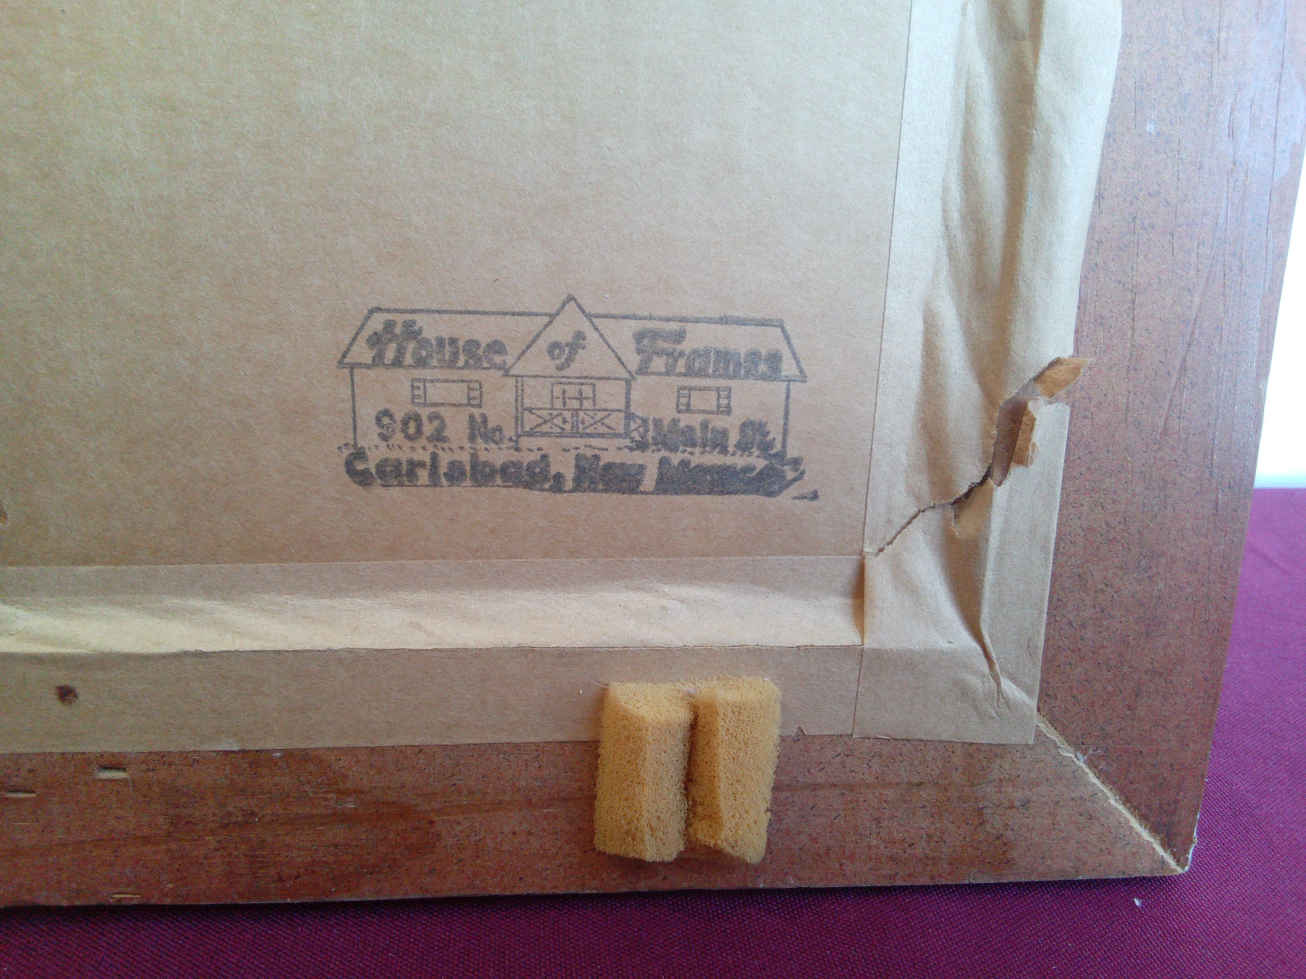 House of Frames
902 No. Main St.
Carlsbad, New Mexico